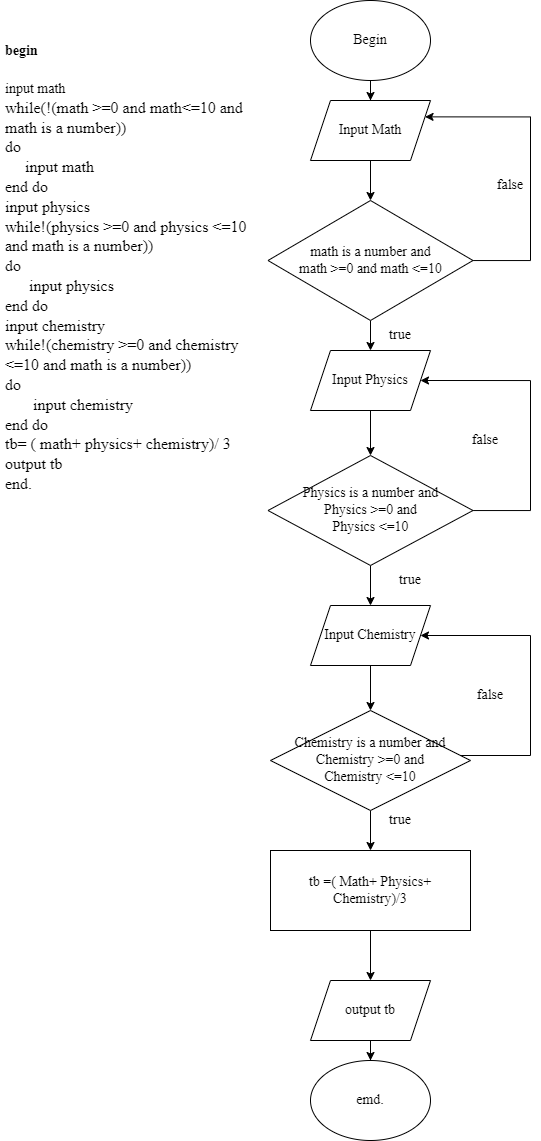 begin
input math
while(!(math >=0 and math<=10 and
math is a number))
do
input math
end do
input physics
while!(physics >=0 and physics <=10
and math is a number))
do
input physics
end do
input chemistry
while!(chemistry >=0 and chemistry
<=10 and math is a number))
do
input chemistry
end do
tb= ( math+ physics+ chemistry)/ 3
output tb
end.
Begin
Input Math
false
math is a number and
math >=0 and math <=10
true
Input Physics
false
Physics is a number and
Physics >=0 and
Physics <=10
true
Input Chemistry
false
Chemistry is a number and
Chemistry >=0 and
Chemistry <=10
true
tb =( Math+ Physics+
Chemistry)/3
output tb
emd.